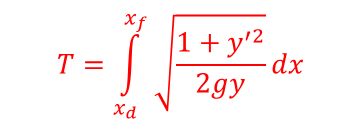 T = ∫_{x_d}^{x_f} √((1 + y′²)/(2gy)) dx